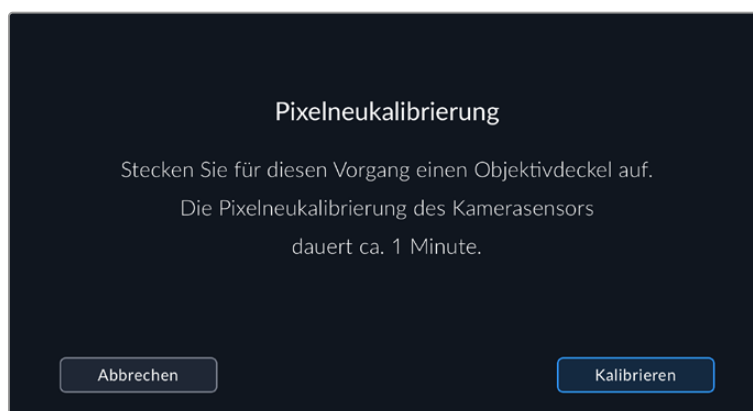 Pixelneukalibrierung
Stecken Sie für diesen Vorgang einen Objektivdeckel auf.
Die Pixelneukalibrierung des Kamerasensors
dauert ca. 1 Minute.
Abbrechen
Kalibrieren